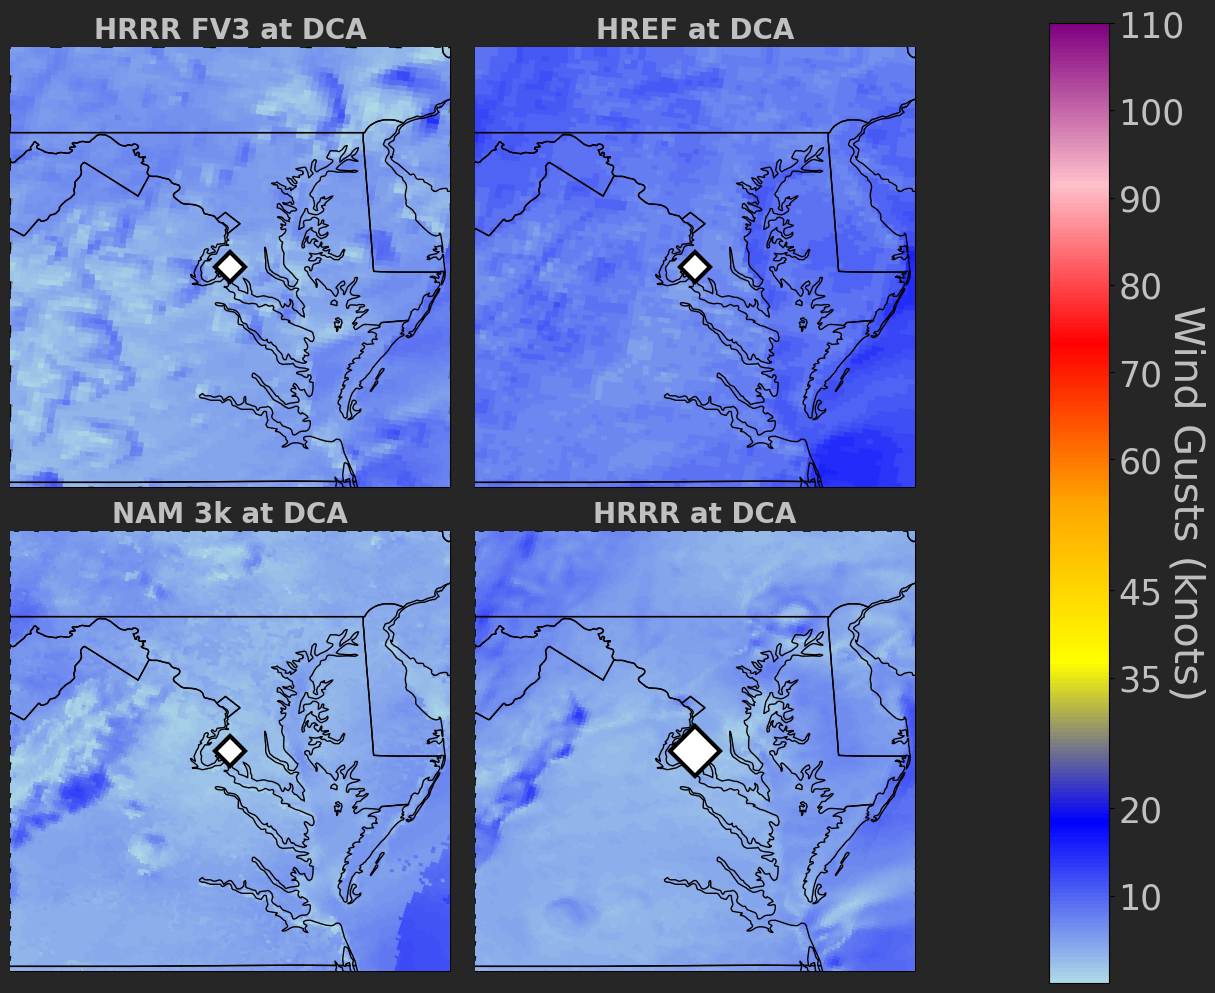 HRRR FV3 at DCA
HREF at DCA
NAM 3k at DCA
HRRR at DCA
110
100
90
80
70
60
45
35
20
10
Wind Gusts (knots)